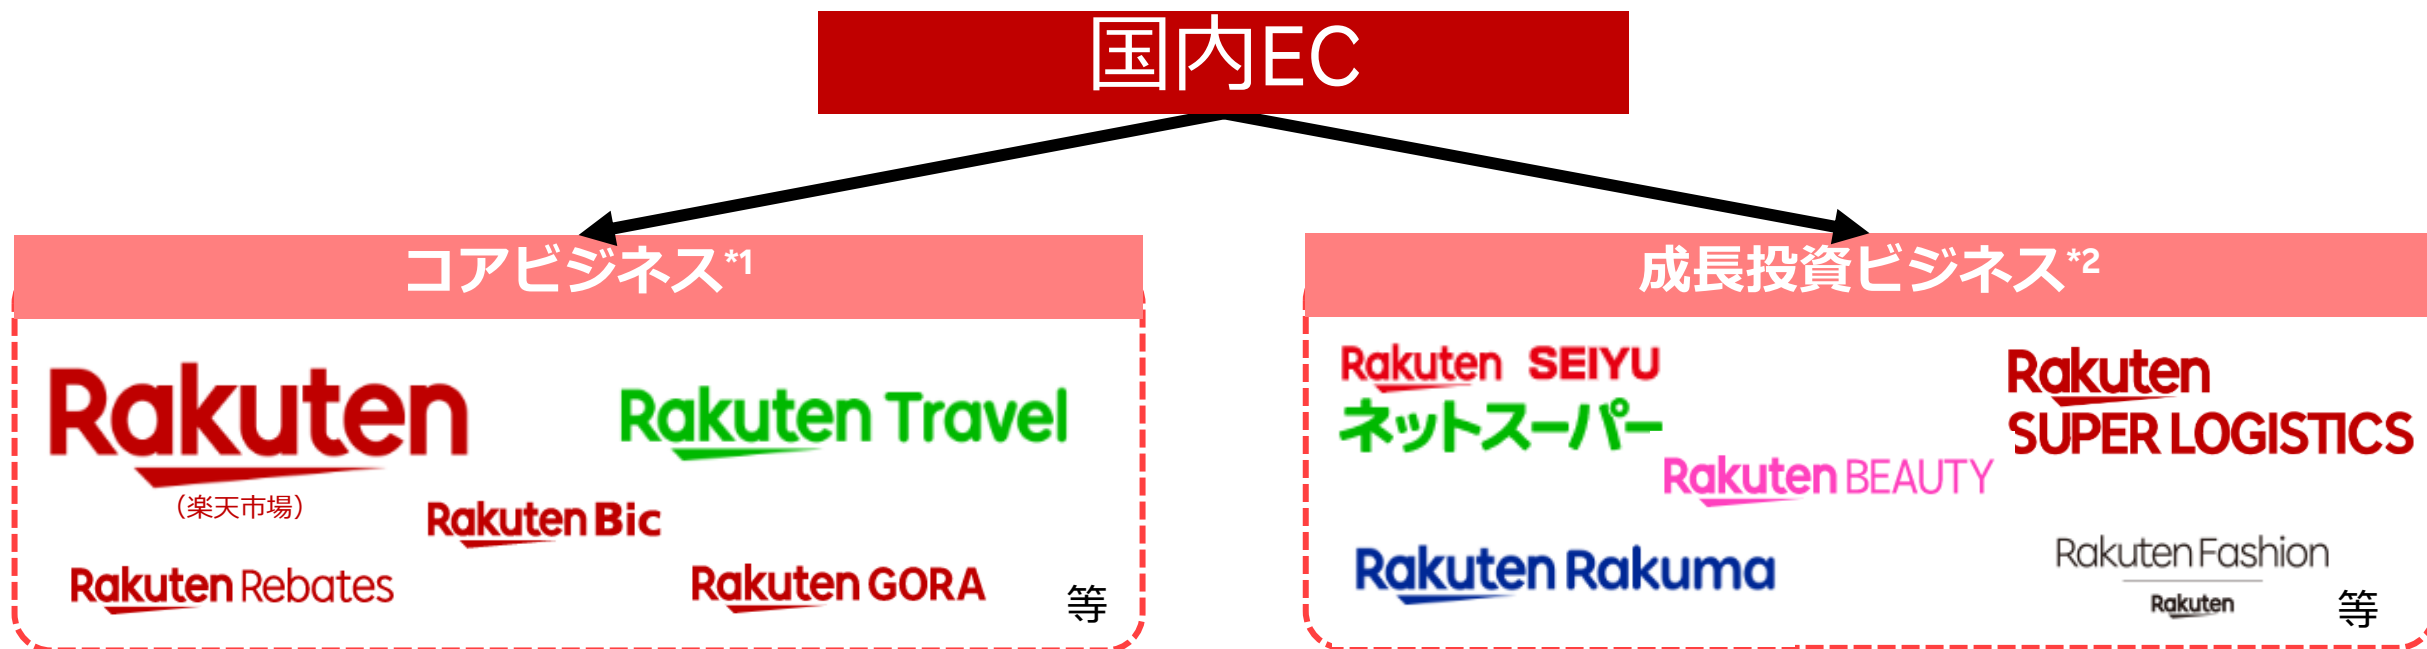 国内EC
コアビジネス*1
Rakuten
(楽天市場)
Rakuten Travel
Rakuten Bic
Rakuten Rebates
Rakuten GORA
等
成長投資ビジネス*2
Rakuten SEIYU
ネットスーパー
Rakuten
SUPER LOGISTICS
Rakuten BEAUTY
Rakuten Rakuma
Rakuten Fashion
Rakuten
等